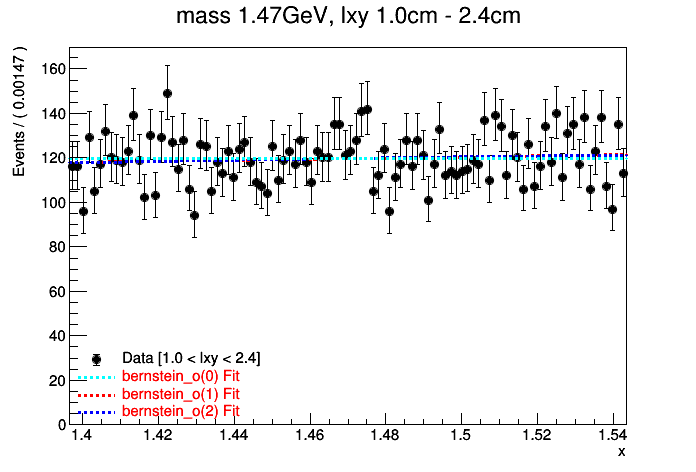 mass 1.47GeV, lxy 1.0cm - 2.4cm
Events / ( 0.00147 )
160
140
120
100
80
60
40
20
0
Data [1.0 < lxy < 2.4]
bernstein_o(0) Fit
bernstein_o(1) Fit
bernstein_o(2) Fit
1.4 1.42 1.44 1.46 1.48 1.5 1.52 1.54
x